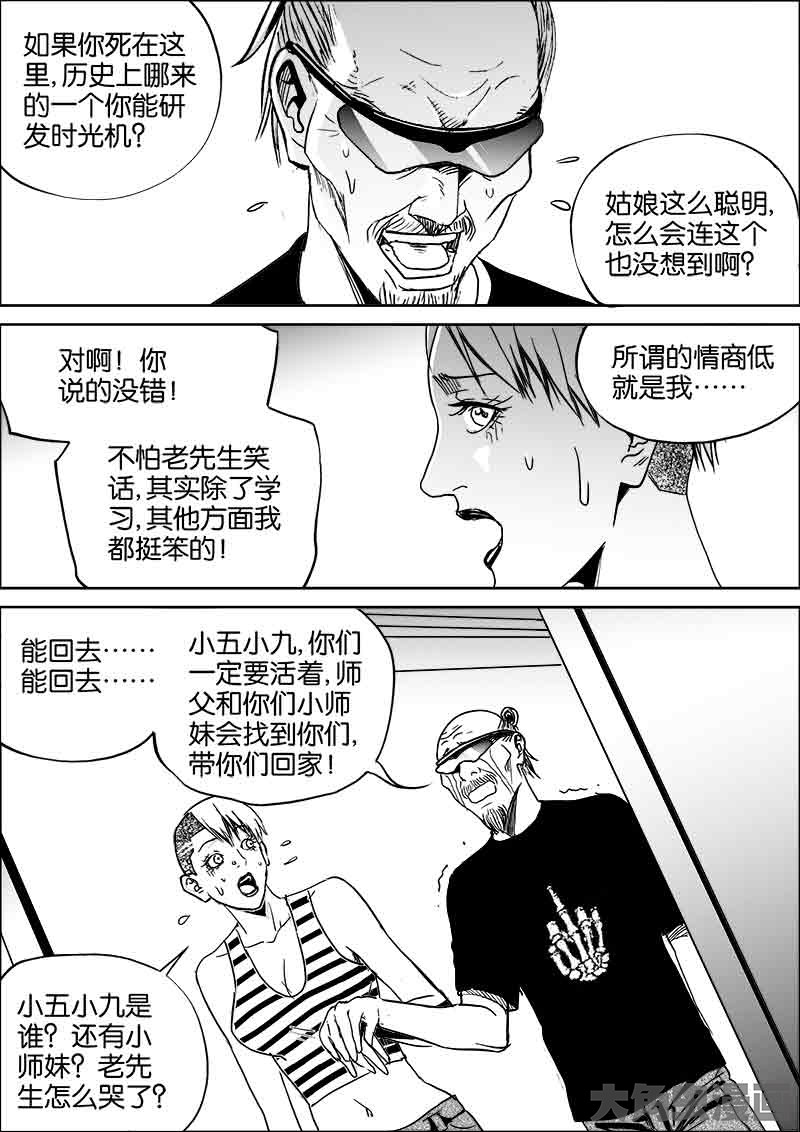 如果你死在这
里,历史上哪来
的一个你能研
发时光机?
姑娘这么聪明,
怎么会连这个
也没想到啊?
对啊!你
说的没错!
不怕老先生笑
话,其实除了学
习,其他方面我
都挺笨的!
所谓的情商低
就是我……
能回去……
能回去……
小五小九,你们
一定要活着,师
父和你们小师
妹会找到你们,
带你们回家!
小五小九是
谁?还有小
师妹?老先
生怎么哭了?